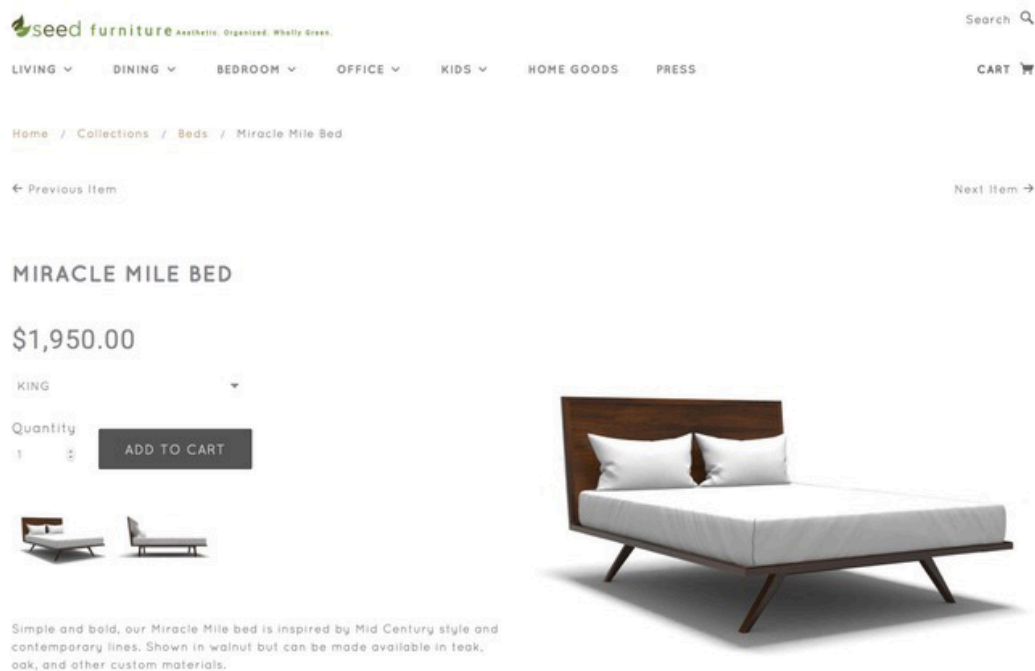 seed furniture Aesthetic. Organized. Wholly Green.
Search
LIVING DINING BEDROOM OFFICE KIDS HOME GOODS PRESS CART
Home / Collections / Beds / Miracle Mile Bed
← Previous Item Next Item →
MIRACLE MILE BED
$1,950.00
KING
Quantity
1 ADD TO CART
Simple and bold, our Miracle Mile bed is inspired by Mid Century style and
contemporary lines. Shown in walnut but can be made available in teak,
oak, and other custom materials.